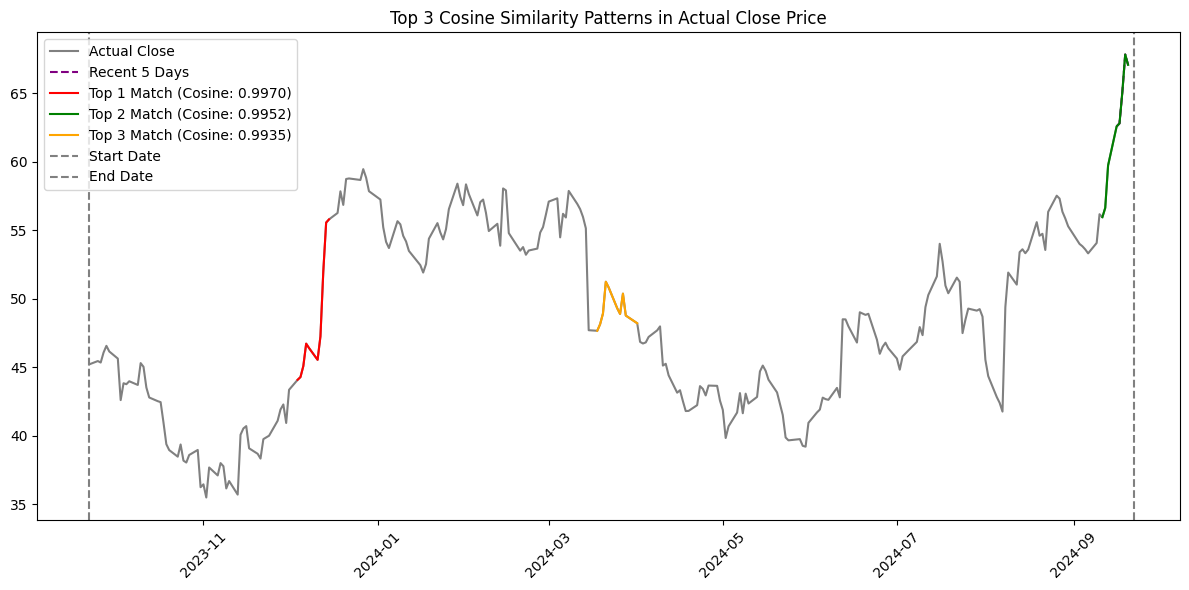 Top 3 Cosine Similarity Patterns in Actual Close Price
Actual Close
Recent 5 Days
Top 1 Match (Cosine: 0.9970)
Top 2 Match (Cosine: 0.9952)
Top 3 Match (Cosine: 0.9935)
Start Date
End Date
65
60
55
50
45
40
35
2023-11
2024-01
2024-03
2024-05
2024-07
2024-09